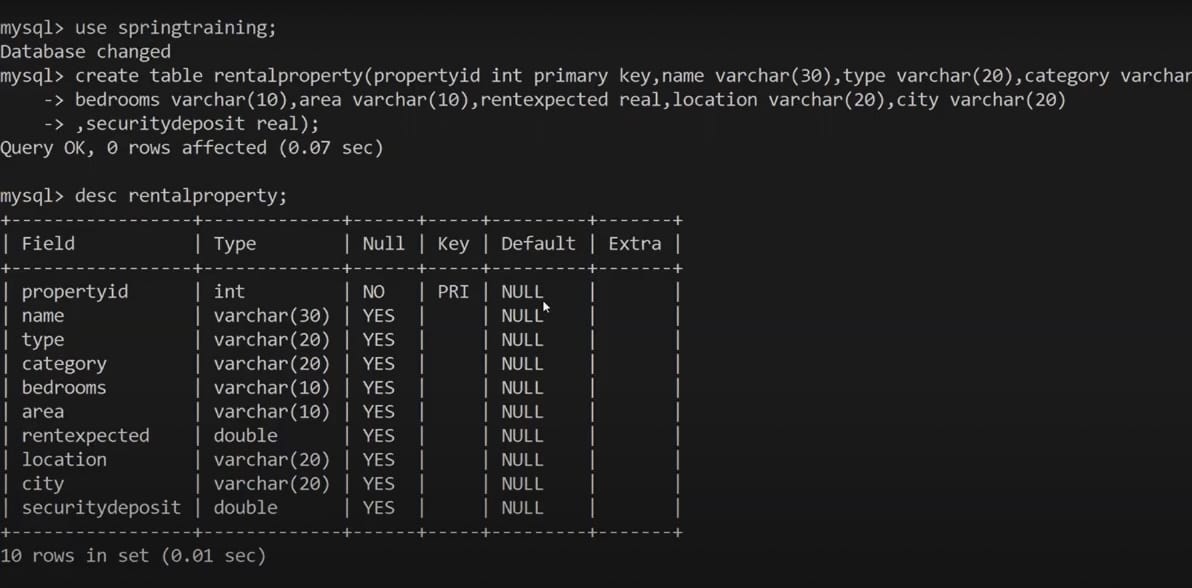 mysql> use springtraining;
Database changed
mysql> create table rentalproperty(propertyid int primary key,name varchar(30),type varchar(20),category varchar
    -> bedrooms varchar(10),area varchar(10),rentexpected real,location varchar(20),city varchar(20)
    -> ,securitydeposit real);
Query OK, 0 rows affected (0.07 sec)

mysql> desc rentalproperty;
+-----------------+-------------+------+-----+---------+-------+
| Field           | Type        | Null | Key | Default | Extra |
+-----------------+-------------+------+-----+---------+-------+
| propertyid      | int         | NO   | PRI | NULL    |       |
| name            | varchar(30) | YES  |     | NULL    |       |
| type            | varchar(20) | YES  |     | NULL    |       |
| category        | varchar(20) | YES  |     | NULL    |       |
| bedrooms        | varchar(10) | YES  |     | NULL    |       |
| area            | varchar(10) | YES  |     | NULL    |       |
| rentexpected    | double      | YES  |     | NULL    |       |
| location        | varchar(20) | YES  |     | NULL    |       |
| city            | varchar(20) | YES  |     | NULL    |       |
| securitydeposit | double      | YES  |     | NULL    |       |
+-----------------+-------------+------+-----+---------+-------+
10 rows in set (0.01 sec)